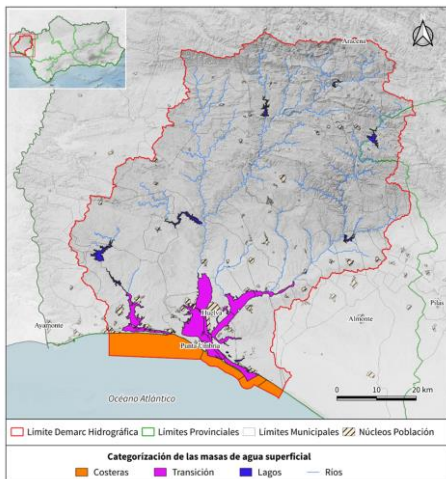 Aracena
Huelva
Ayamonte
Punta Umbría
Almonte
Pilas
Océano Atlántico
0 10 20 km
Límite Demarc Hidrográfica Límites Provinciales Límites Municipales Núcleos Población
Categorización de las masas de agua superficial
Costeras Transición Lagos Ríos